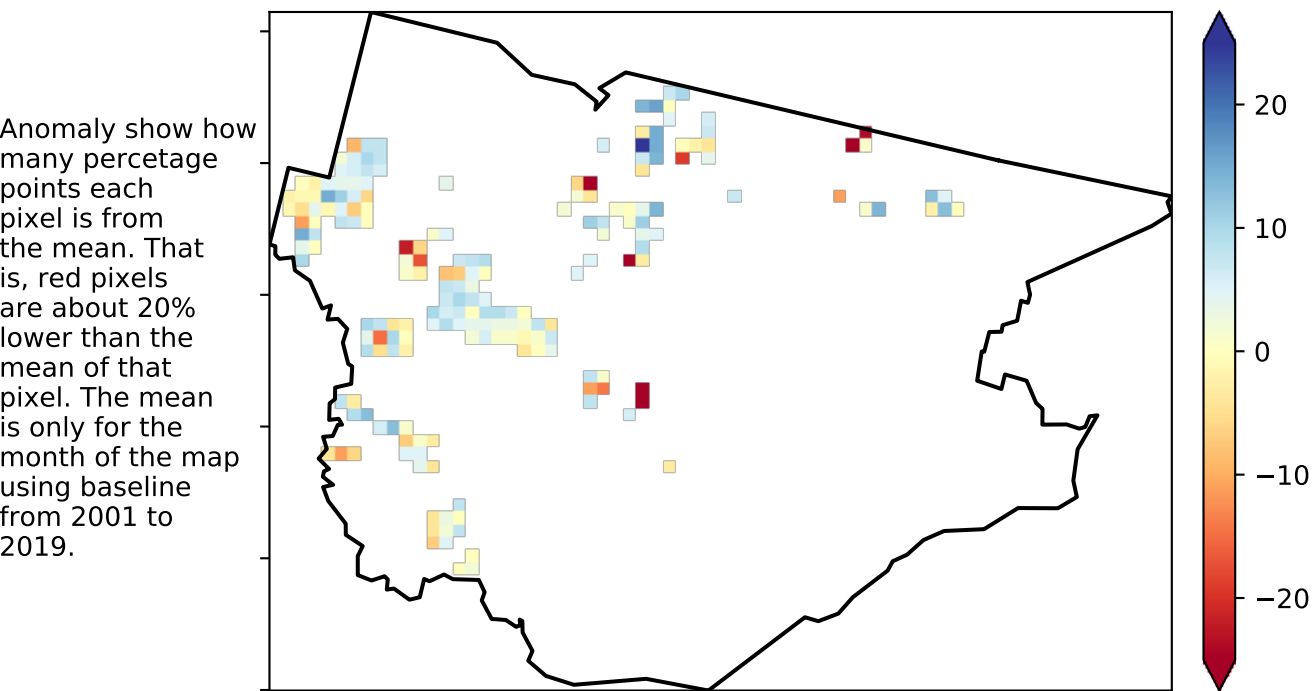 Anomaly show how
many percetage
points each
pixel is from
the mean. That
is, red pixels
are about 20%
lower than the
mean of that
pixel. The mean
is only for the
month of the map
using baseline
from 2001 to
2019.
20
10
0
−10
−20